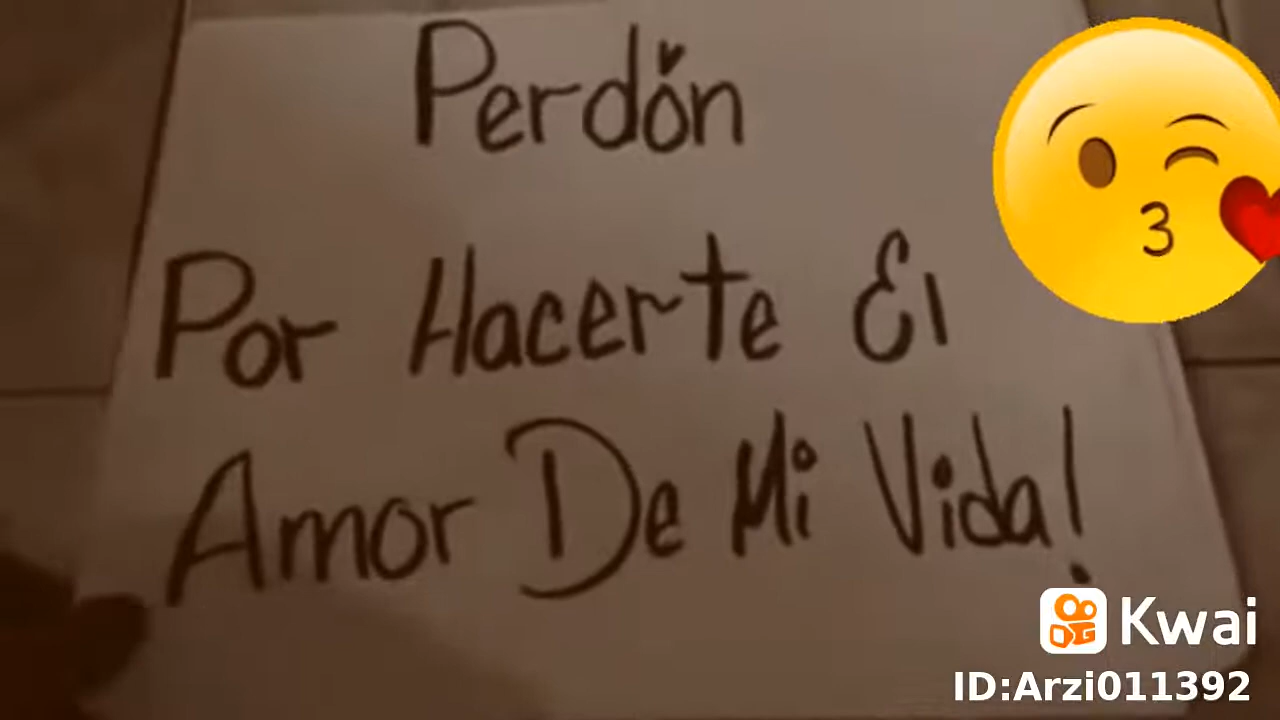 Perdón
Por Hacerte El
Amor De Mi Vida!
Kwai
ID:Arzi011392